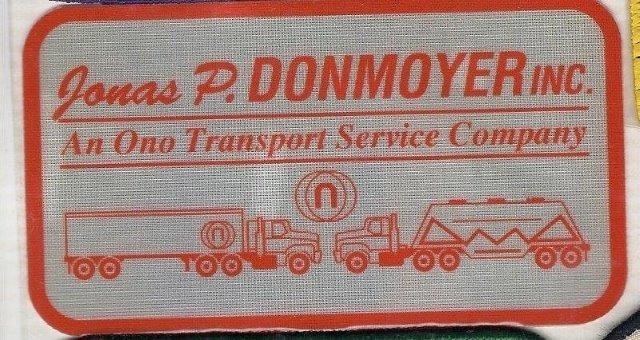 Jonas P. DONMOYER INC.
An Ono Transport Service Company
n
n